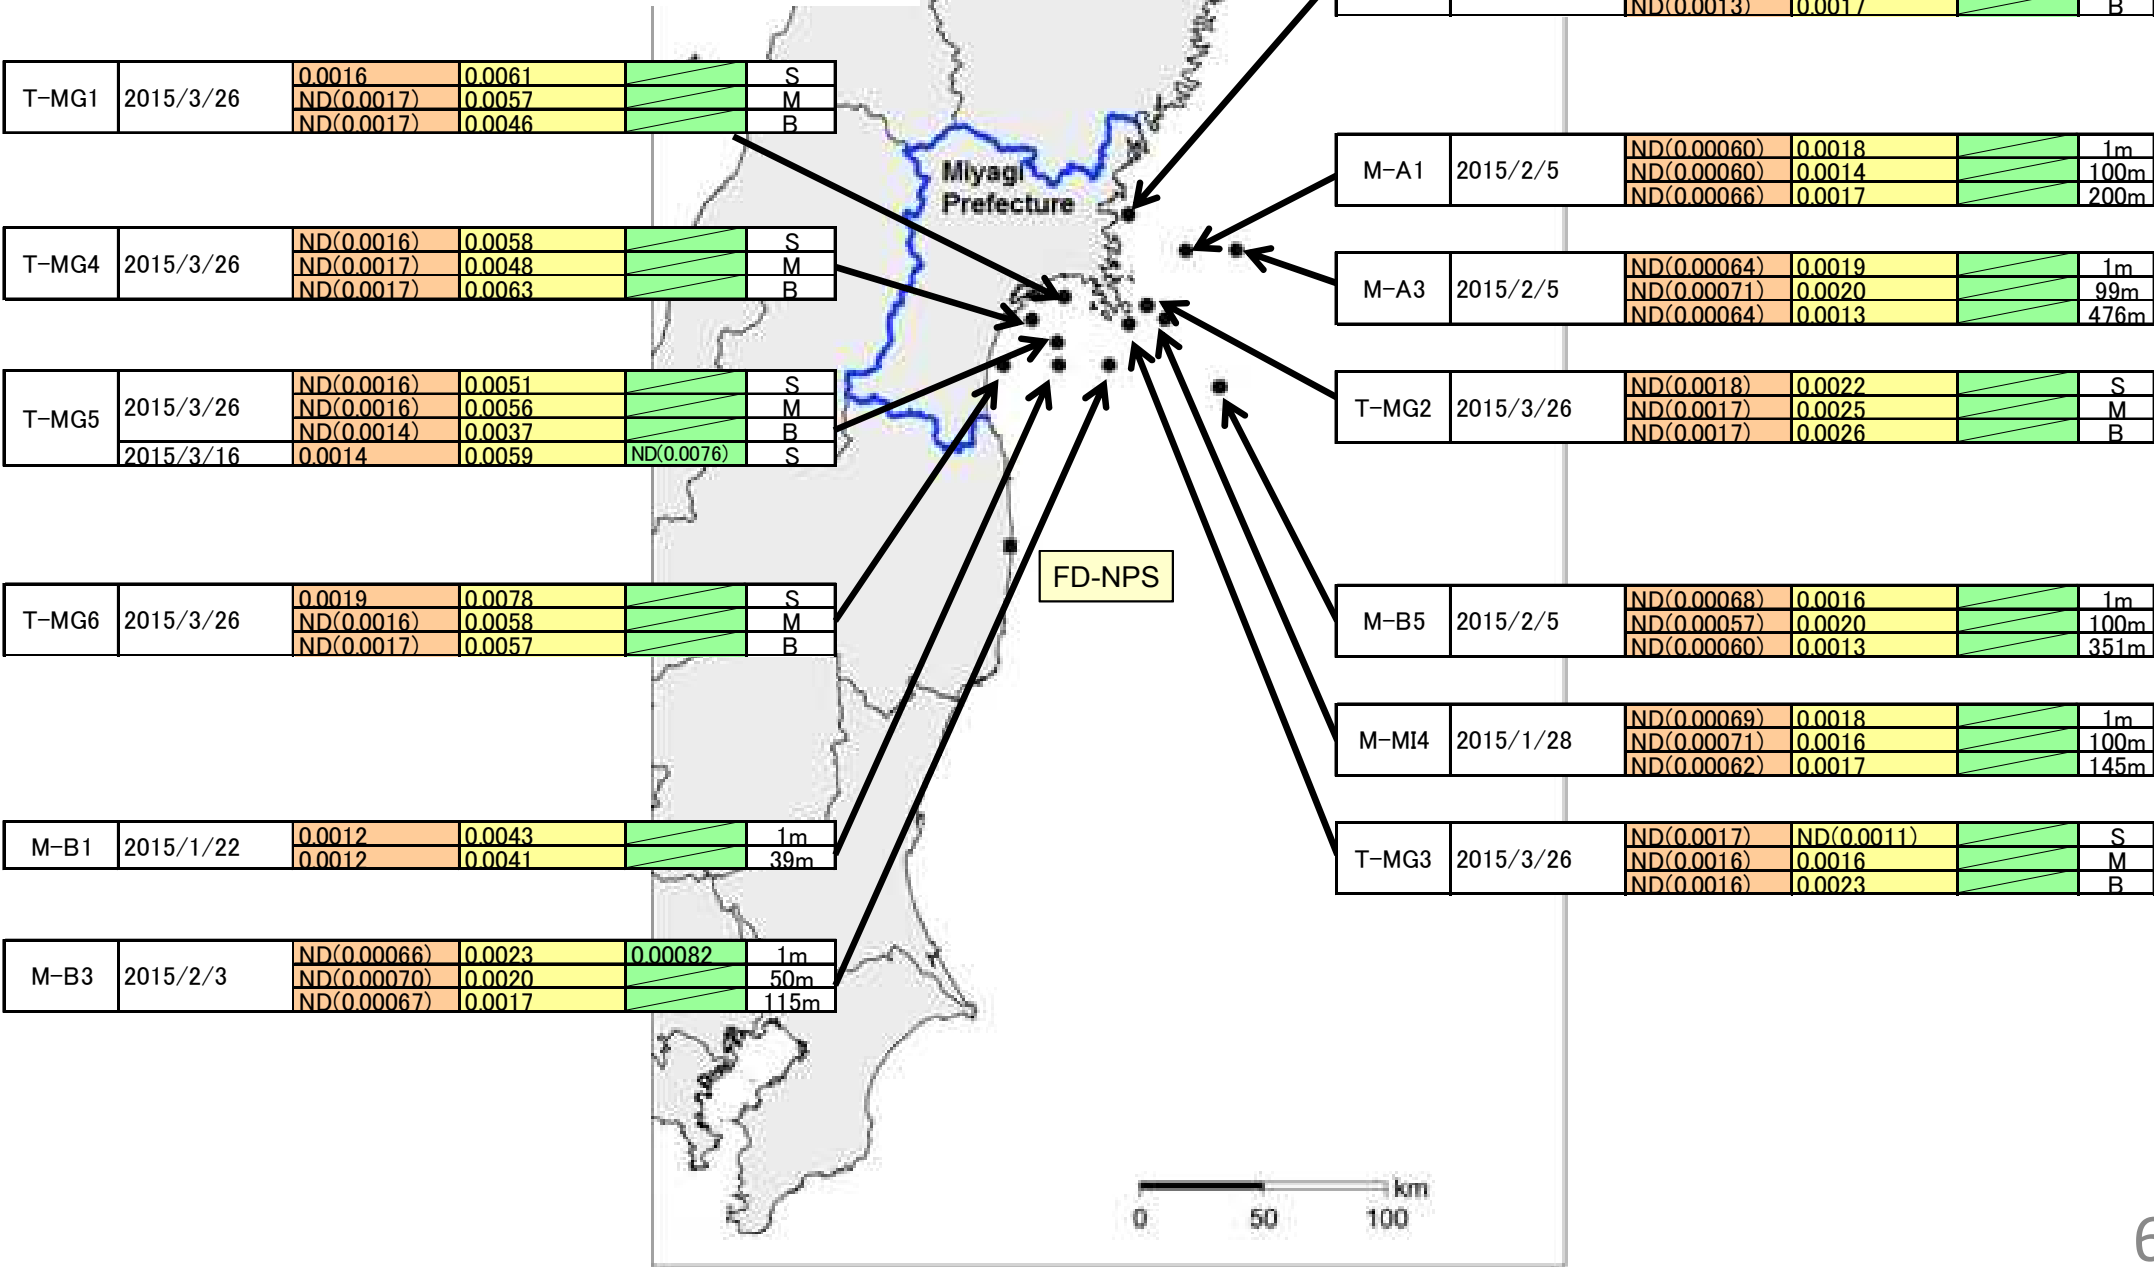 ND(0.0013) 0.0017 B
T-MG1 2015/3/26 0.0016 0.0061 S
ND(0.0017) 0.0057 M
ND(0.0017) 0.0046 B
T-MG4 2015/3/26 ND(0.0016) 0.0058 S
ND(0.0017) 0.0048 M
ND(0.0017) 0.0063 B
T-MG5 2015/3/26 ND(0.0016) 0.0051 S
ND(0.0016) 0.0056 M
ND(0.0014) 0.0037 B
2015/3/16 0.0014 0.0059 ND(0.0076) S
T-MG6 2015/3/26 0.0019 0.0078 S
ND(0.0016) 0.0058 M
ND(0.0017) 0.0057 B
M-B1 2015/1/22 0.0012 0.0043 1m
0.0012 0.0041 39m
M-B3 2015/2/3 ND(0.00066) 0.0023 0.00082 1m
ND(0.00070) 0.0020 50m
ND(0.00067) 0.0017 115m
Miyagi
Prefecture
FD-NPS
M-A1 2015/2/5 ND(0.00060) 0.0018 1m
ND(0.00060) 0.0014 100m
ND(0.00066) 0.0017 200m
M-A3 2015/2/5 ND(0.00064) 0.0019 1m
ND(0.00071) 0.0020 99m
ND(0.00064) 0.0013 476m
T-MG2 2015/3/26 ND(0.0018) 0.0022 S
ND(0.0017) 0.0025 M
ND(0.0017) 0.0026 B
M-B5 2015/2/5 ND(0.00068) 0.0016 1m
ND(0.00057) 0.0020 100m
ND(0.00060) 0.0013 351m
M-MI4 2015/1/28 ND(0.00069) 0.0018 1m
ND(0.00071) 0.0016 100m
ND(0.00062) 0.0017 145m
T-MG3 2015/3/26 ND(0.0017) ND(0.0011) S
ND(0.0016) 0.0016 M
ND(0.0016) 0.0023 B
km
0 50 100
6